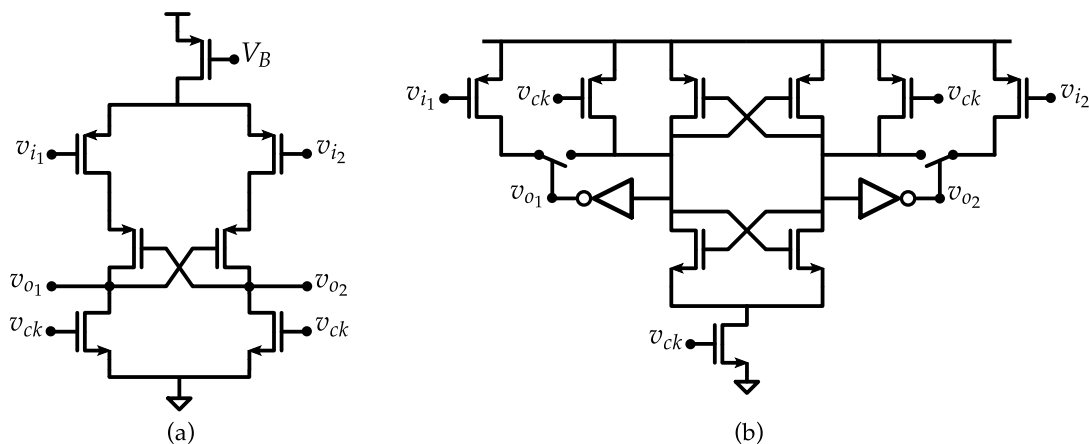 V_B
v_{i_1}
v_{i_2}
v_{o_1}
v_{o_2}
v_{ck}
v_{ck}
(a)
v_{i_1}
v_{ck}
v_{ck}
v_{i_2}
v_{o_1}
v_{o_2}
v_{ck}
(b)